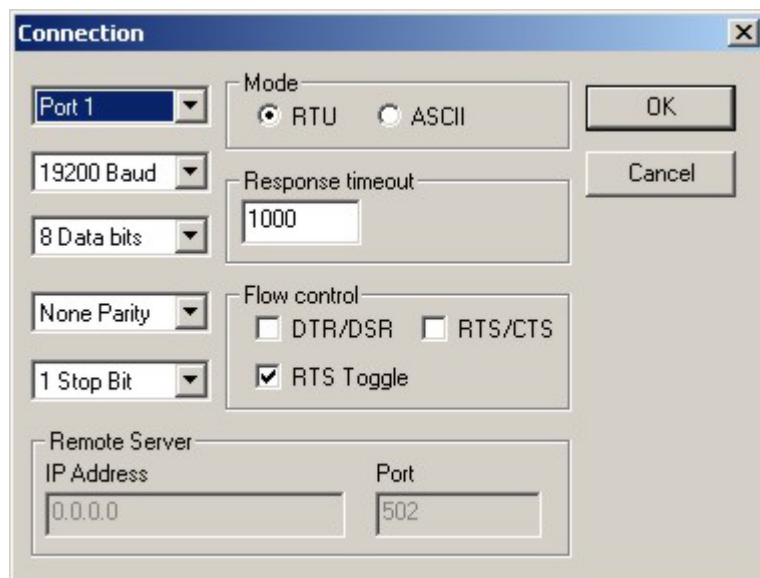 Connection
Port 1
19200 Baud
8 Data bits
None Parity
1 Stop Bit
Mode
RTU ASCII
Response timeout
1000
Flow control
DTR/DSR RTS/CTS
RTS Toggle
OK
Cancel
Remote Server
IP Address Port
0.0.0.0 502